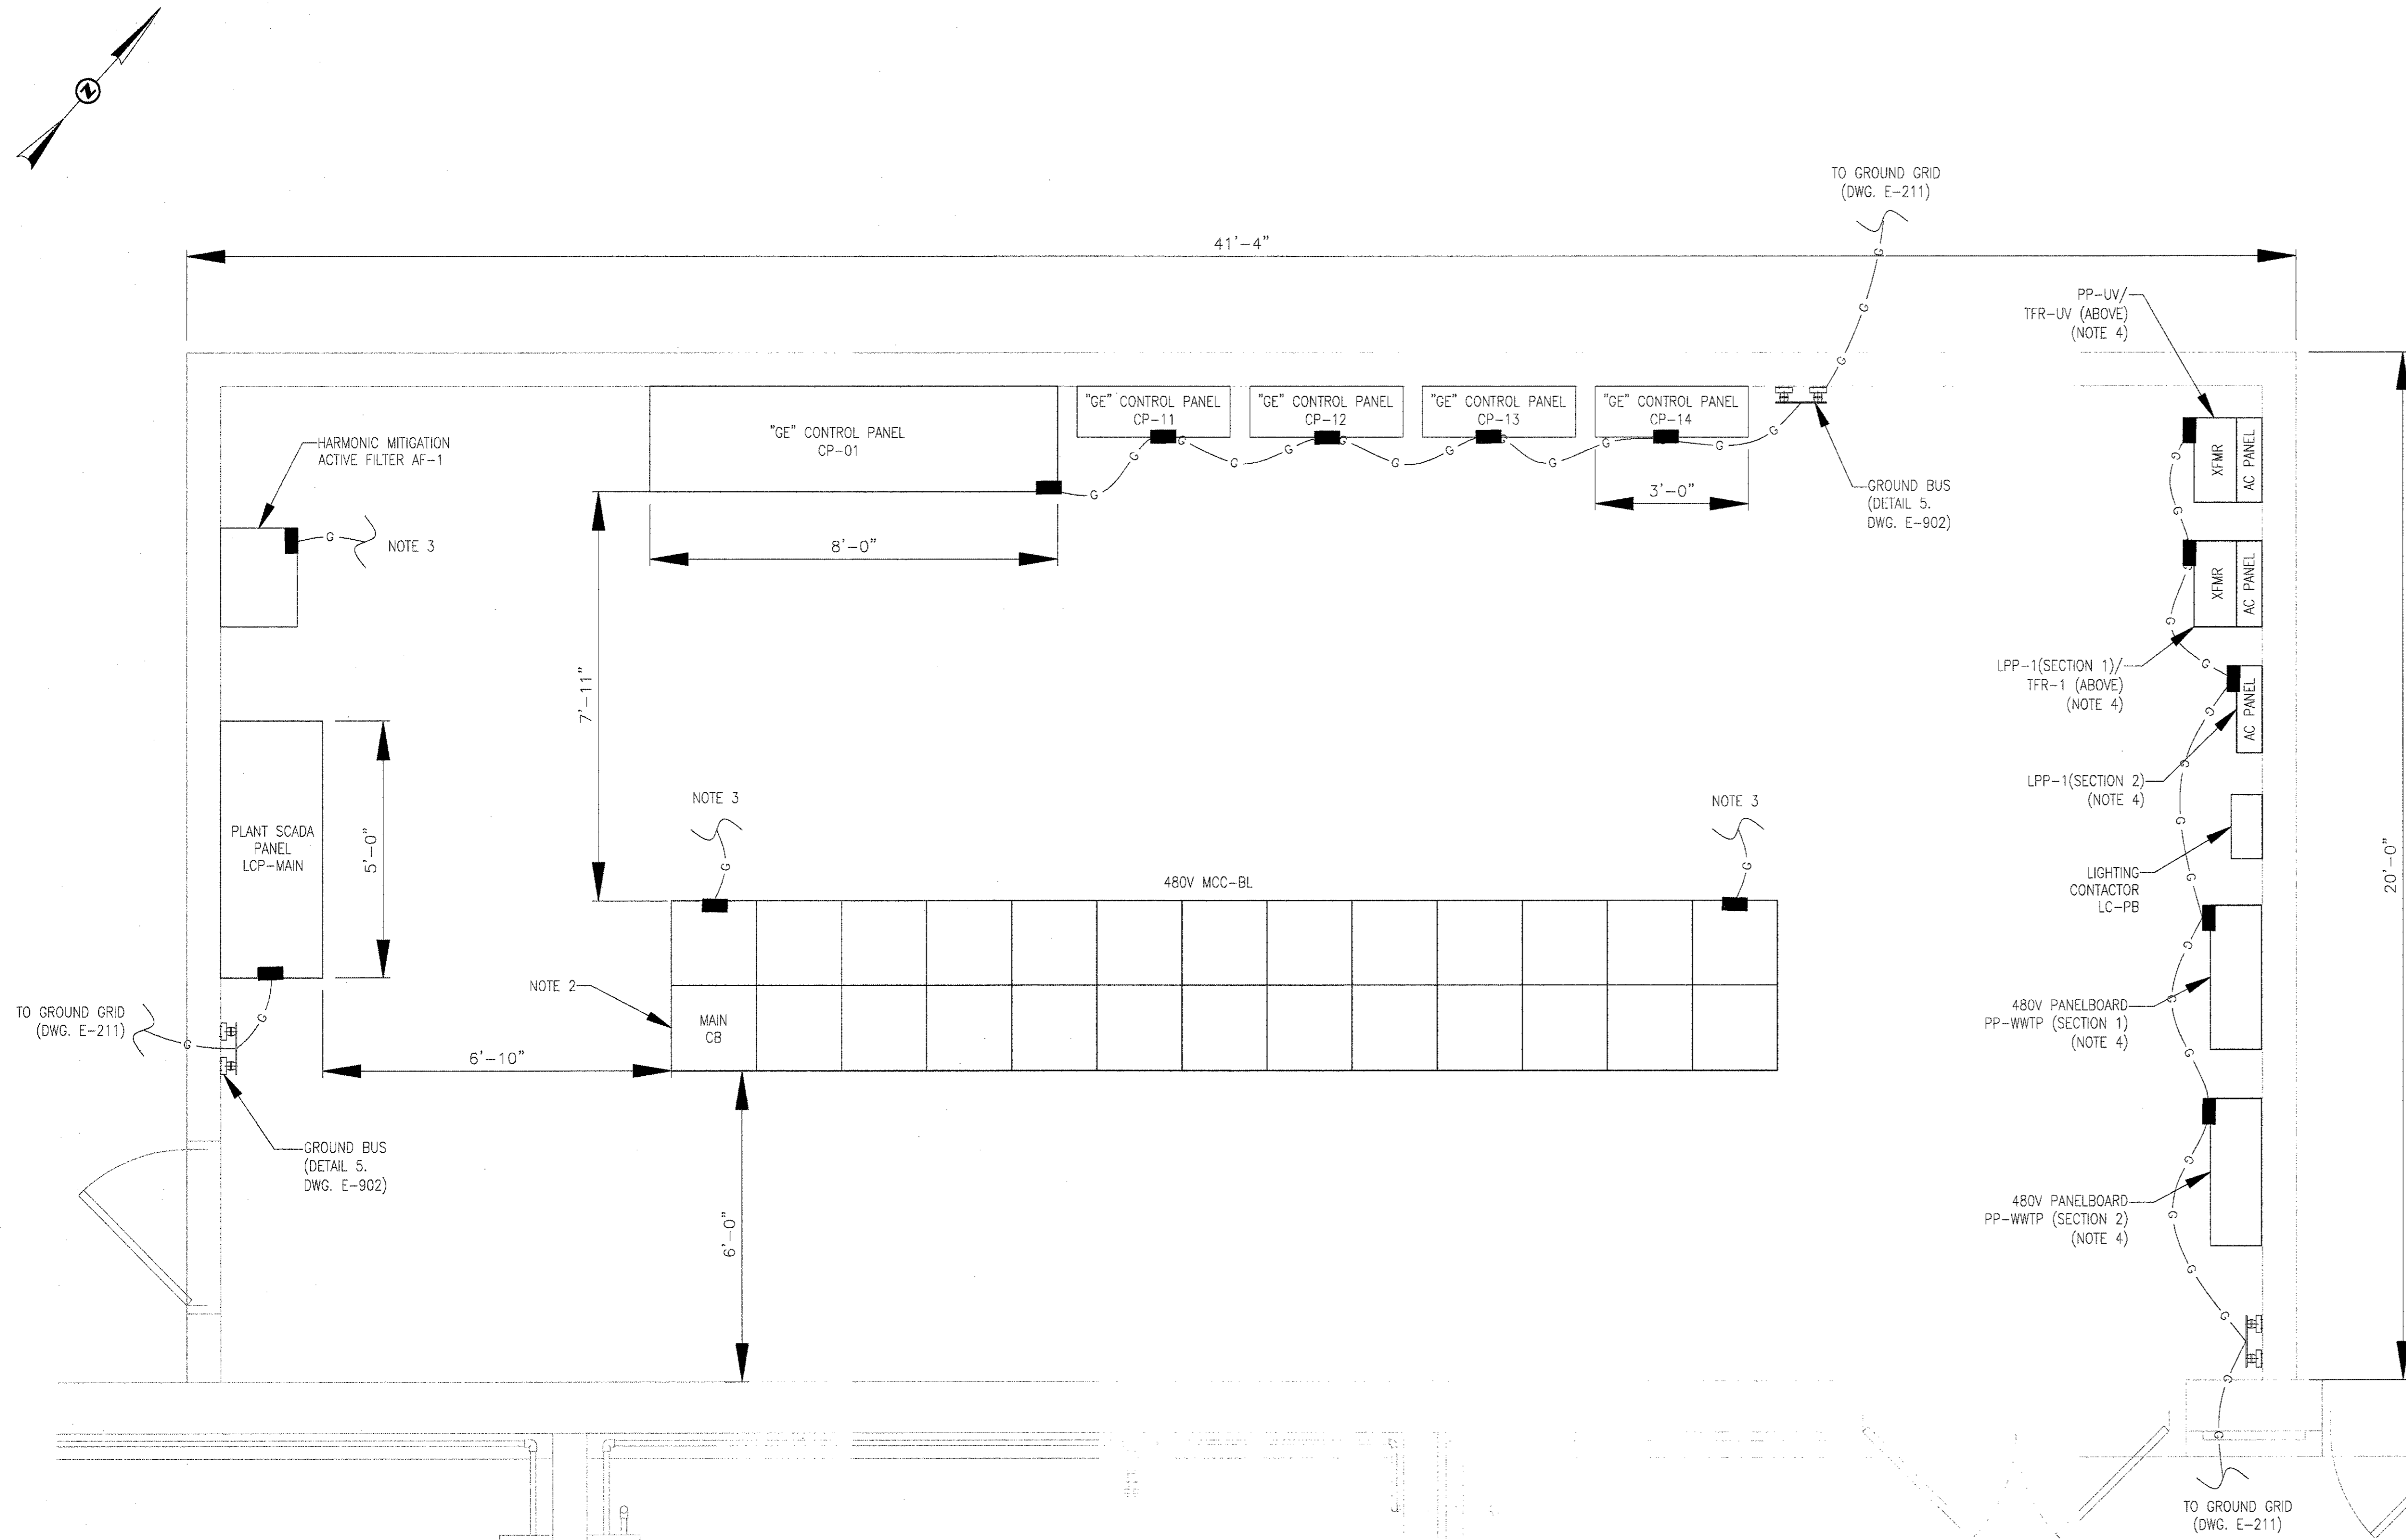 N
TO GROUND GRID
(DWG. E-211)
41'-4"
PP-UV/
TFR-UV (ABOVE)
(NOTE 4)
HARMONIC MITIGATION
ACTIVE FILTER AF-1
"GE" CONTROL PANEL
CP-01
"GE" CONTROL PANEL
CP-11
"GE" CONTROL PANEL
CP-12
"GE" CONTROL PANEL
CP-13
"GE" CONTROL PANEL
CP-14
XFMR
AC PANEL
GROUND BUS
(DETAIL 5.
DWG. E-902)
3'-0"
8'-0"
G
NOTE 3
XFMR
AC PANEL
LPP-1(SECTION 1)/
TFR-1 (ABOVE)
(NOTE 4)
7'-11"
AC PANEL
LPP-1(SECTION 2)
(NOTE 4)
PLANT SCADA
PANEL
LCP-MAIN
5'-0"
NOTE 3
NOTE 3
LIGHTING
CONTACTOR
LC-PB
20'-0"
480V MCC-BL
NOTE 2
MAIN
CB
TO GROUND GRID
(DWG. E-211)
6'-10"
480V PANELBOARD
PP-WWTP (SECTION 1)
(NOTE 4)
GROUND BUS
(DETAIL 5.
DWG. E-902)
6'-0"
480V PANELBOARD
PP-WWTP (SECTION 2)
(NOTE 4)
TO GROUND GRID
(DWG. E-211)